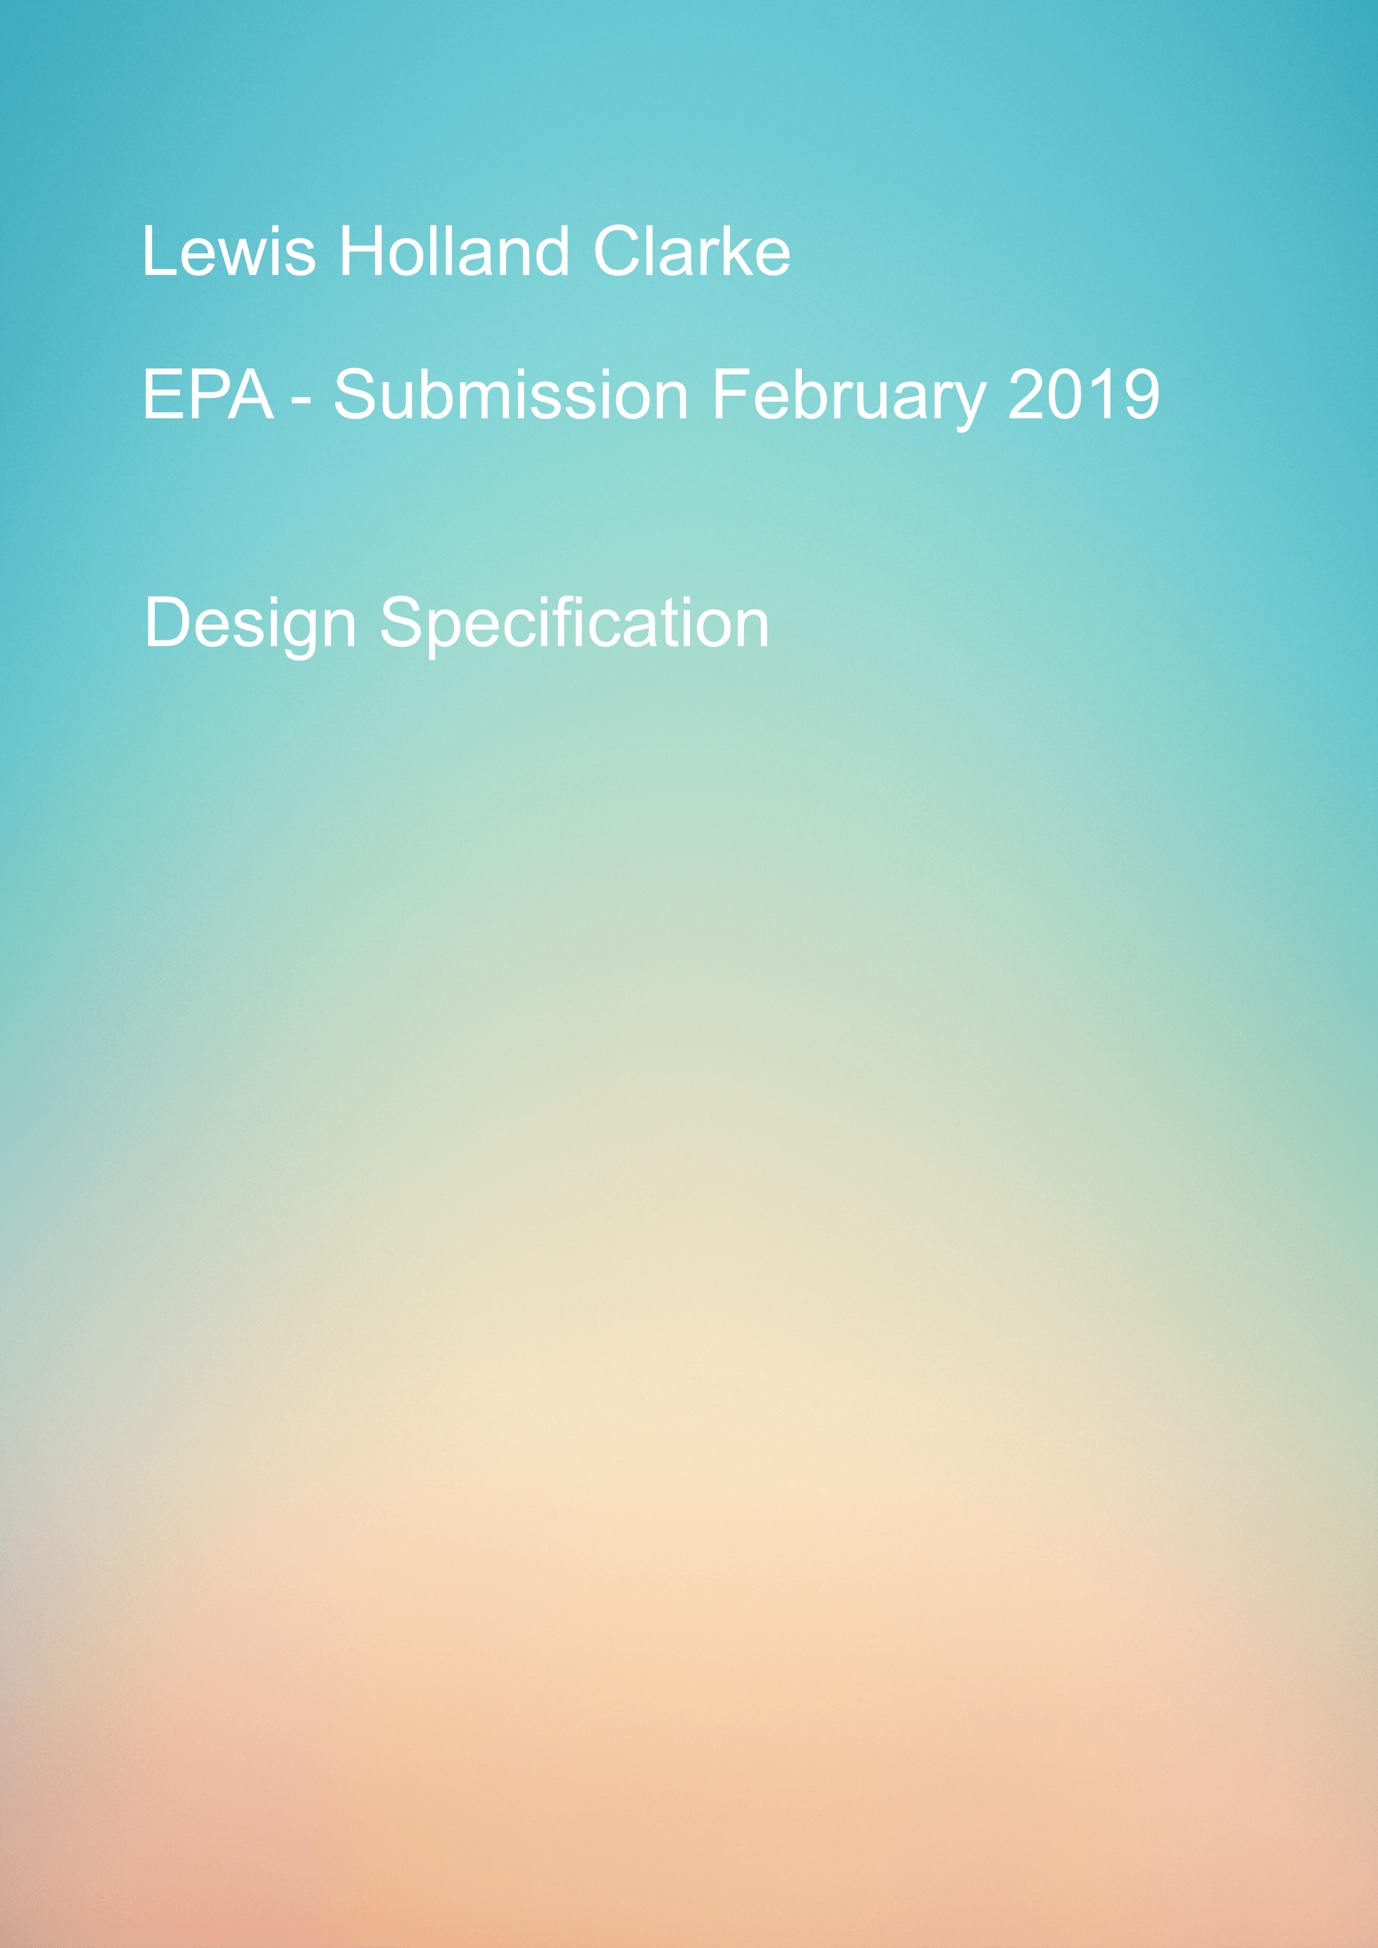 Lewis Holland Clarke
EPA - Submission February 2019
Design Specification